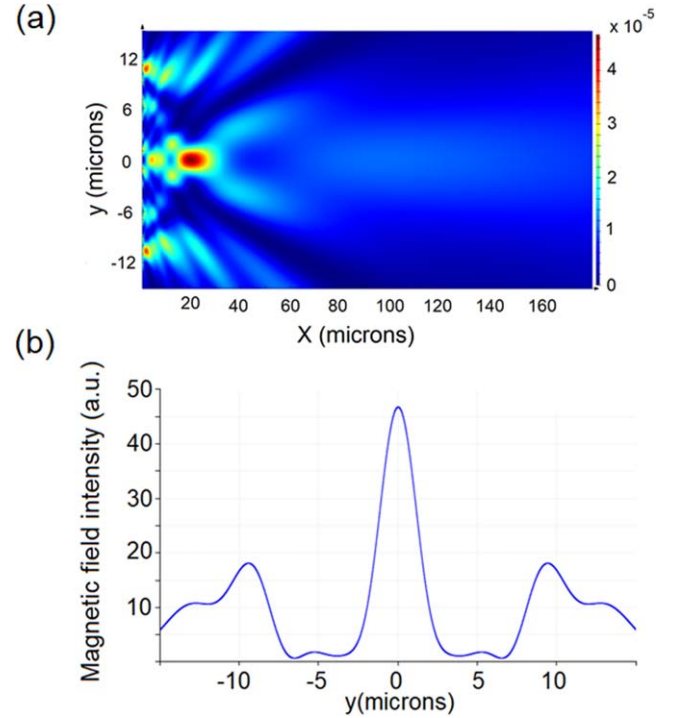 (a)
x 10-5
12
6
0
-6
-12
y (microns)
4
3
2
1
0
20 40 60 80 100 120 140 160
X (microns)
(b)
Magnetic field intensity (a.u.)
50
40
30
20
10
-10 -5 0 5 10
y(microns)